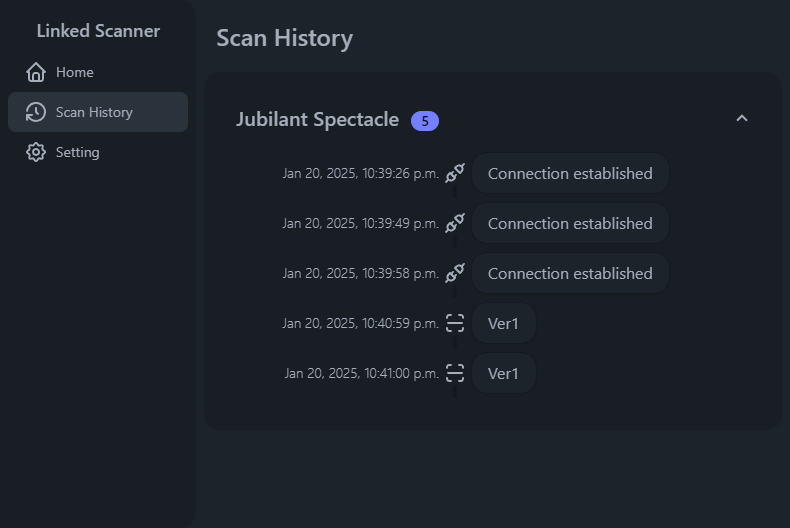 Linked Scanner
Home
Scan History
Setting
Scan History
Jubilant Spectacle 5
Jan 20, 2025, 10:39:26 p.m. Connection established
Jan 20, 2025, 10:39:49 p.m. Connection established
Jan 20, 2025, 10:39:58 p.m. Connection established
Jan 20, 2025, 10:40:59 p.m. Ver1
Jan 20, 2025, 10:41:00 p.m. Ver1